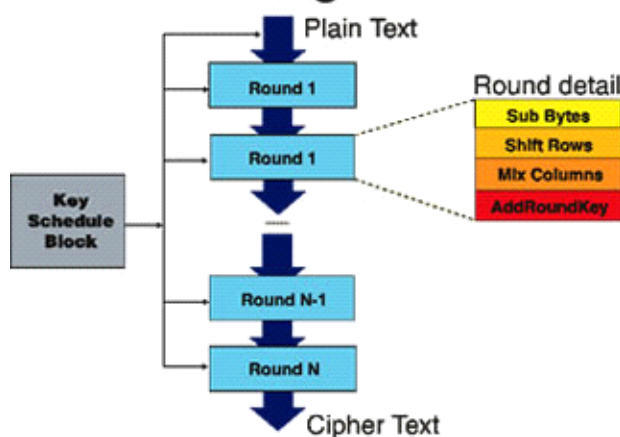 Plain Text
Round 1
Round detail
Sub Bytes
Round 1
Shift Rows
Mix Columns
AddRoundKey
Key
Schedule
Block
Round N-1
Round N
Cipher Text